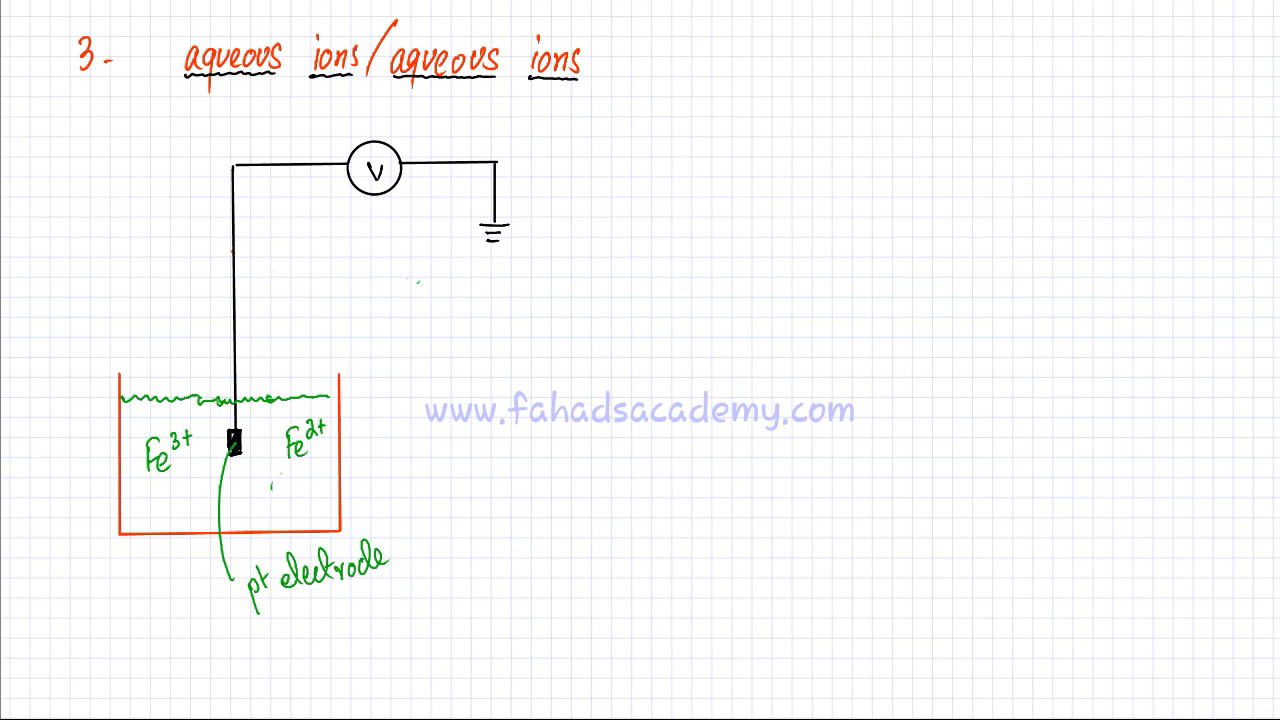 3. aqueous ions/aqueous ions
V
www.fahadsacademy.com
Fe³⁺ Fe²⁺
pt electrode